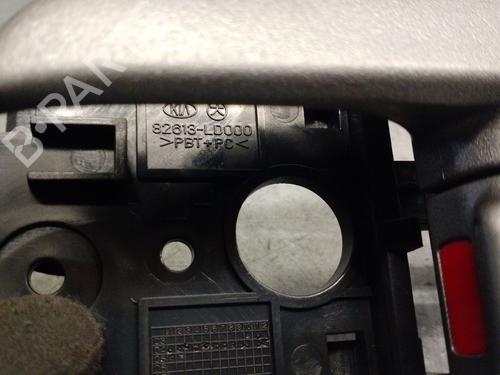 B-PAR
KIA
82613-LD000
>PBT+PC<